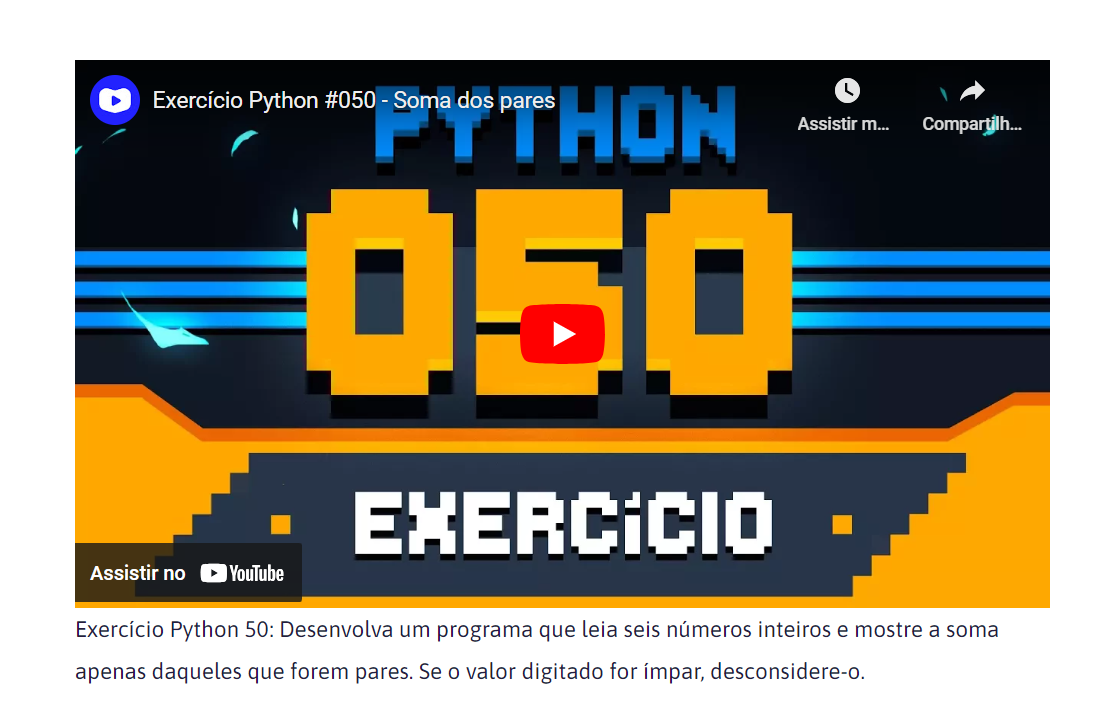 Exercício Python #050 - Soma dos pares
Assistir m...
Compartilh...
PYTHON
050
EXERCíCIO
Assistir no YouTube
Exercício Python 50: Desenvolva um programa que leia seis números inteiros e mostre a soma
apenas daqueles que forem pares. Se o valor digitado for ímpar, desconsidere-o.